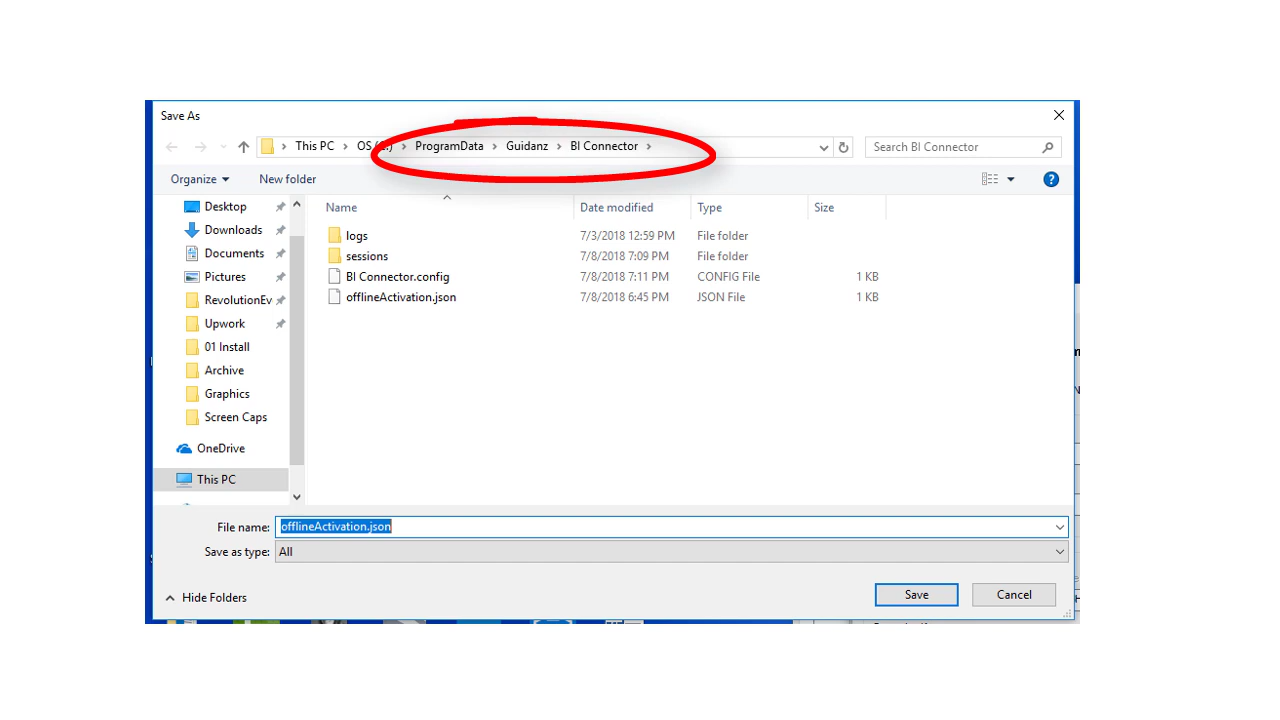 Save As
This PC OS (C:) ProgramData Guidanz BI Connector
Search BI Connector
Organize New folder
Name Date modified Type Size
Desktop
Downloads
Documents
Pictures
RevolutionEv
Upwork
01 Install
Archive
Graphics
Screen Caps
OneDrive
This PC
logs 7/3/2018 12:59 PM File folder
sessions 7/8/2018 7:09 PM File folder
BI Connector.config 7/8/2018 7:11 PM CONFIG File 1 KB
offlineActivation.json 7/8/2018 6:45 PM JSON File 1 KB
File name: offlineActivation.json
Save as type: All
Hide Folders
Save Cancel